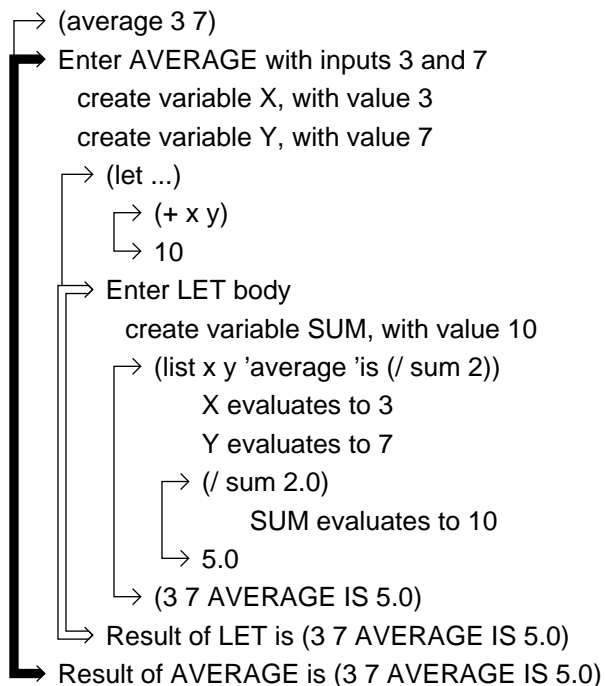 (average 3 7)
Enter AVERAGE with inputs 3 and 7
create variable X, with value 3
create variable Y, with value 7
(let ...)
(+ x y)
10
Enter LET body
create variable SUM, with value 10
(list x y ’average ’is (/ sum 2))
X evaluates to 3
Y evaluates to 7
(/ sum 2.0)
SUM evaluates to 10
5.0
(3 7 AVERAGE IS 5.0)
Result of LET is (3 7 AVERAGE IS 5.0)
Result of AVERAGE is (3 7 AVERAGE IS 5.0)